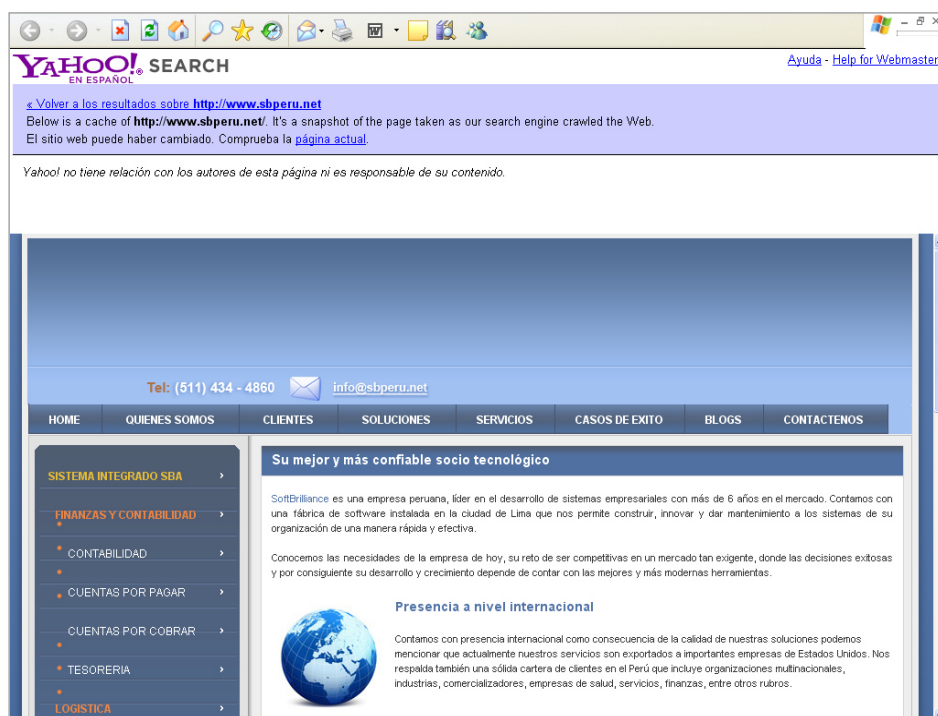 YAHOO!® SEARCH
EN ESPAÑOL
Ayuda - Help for Webmaster
« Volver a los resultados sobre http://www.sbperu.net
Below is a cache of http://www.sbperu.net/. It's a snapshot of the page taken as our search engine crawled the Web.
El sitio web puede haber cambiado. Comprueba la página actual.
Yahoo! no tiene relación con los autores de esta página ni es responsable de su contenido.
Tel: (511) 434 - 4860 info@sbperu.net
HOME QUIENES SOMOS CLIENTES SOLUCIONES SERVICIOS CASOS DE EXITO BLOGS CONTACTENOS
SISTEMA INTEGRADO SBA
FINANZAS Y CONTABILIDAD
CONTABILIDAD
CUENTAS POR PAGAR
CUENTAS POR COBRAR
TESORERIA
LOGISTICA
Su mejor y más confiable socio tecnológico
SoftBrilliance es una empresa peruana, líder en el desarrollo de sistemas empresariales con más de 6 años en el mercado. Contamos con
una fábrica de software instalada en la ciudad de Lima que nos permite construir, innovar y dar mantenimiento a los sistemas de su
organización de una manera rápida y efectiva.
Conocemos las necesidades de la empresa de hoy, su reto de ser competitivas en un mercado tan exigente, donde las decisiones exitosas
y por consiguiente su desarrollo y crecimiento depende de contar con las mejores y más modernas herramientas.
Presencia a nivel internacional
Contamos con presencia internacional como consecuencia de la calidad de nuestras soluciones podemos
mencionar que actualmente nuestros servicios son exportados a importantes empresas de Estados Unidos. Nos
respalda también una sólida cartera de clientes en el Perú que incluye organizaciones multinacionales,
industrias, comercializadores, empresas de salud, servicios, finanzas, entre otros rubros.